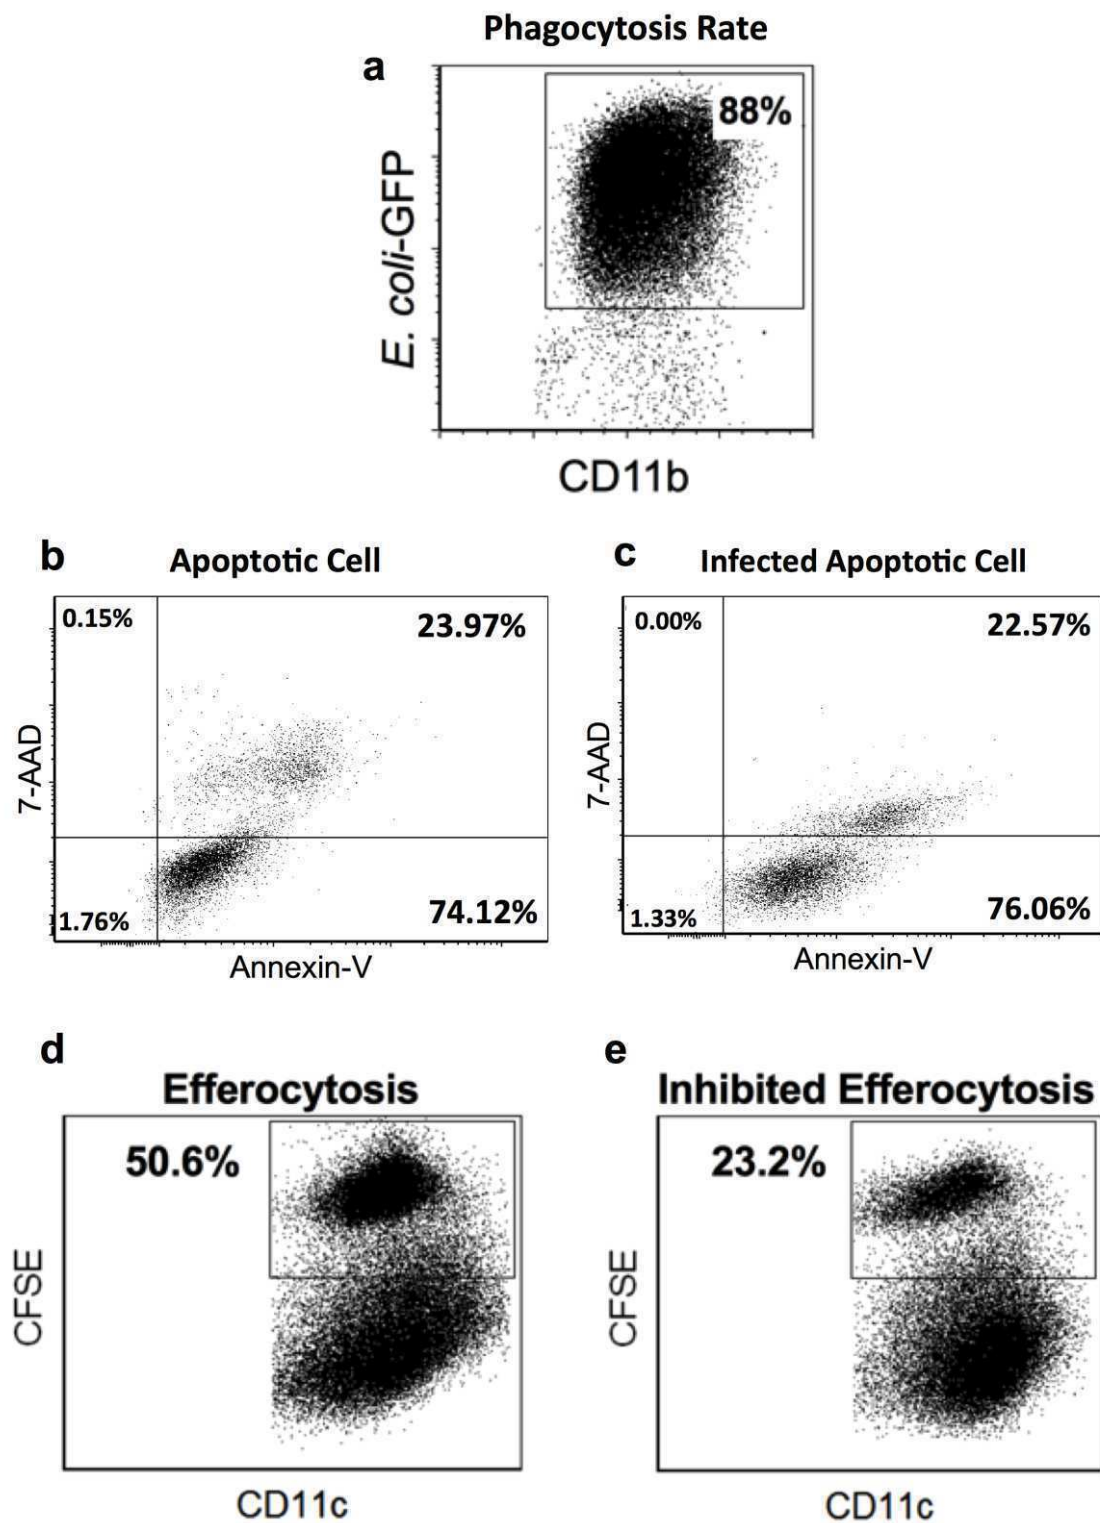 Phagocytosis Rate
a
88%
E. coli-GFP
CD11b
b
Apoptotic Cell
0.15%
23.97%
7-AAD
1.76%
74.12%
Annexin-V
c
Infected Apoptotic Cell
0.00%
22.57%
7-AAD
1.33%
76.06%
Annexin-V
d
Efferocytosis
50.6%
CFSE
CD11c
e
Inhibited Efferocytosis
23.2%
CFSE
CD11c